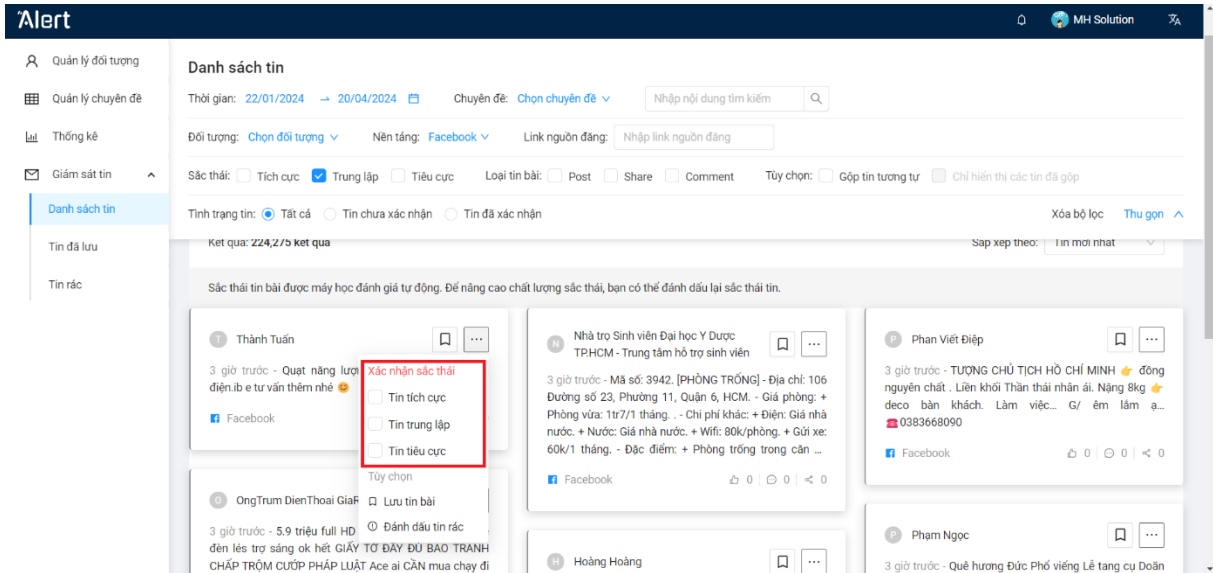 Alert
MH Solution
Quản lý đối tượng
Quản lý chuyên đề
Thống kê
Giám sát tin
Danh sách tin
Tin đã lưu
Tin rác
Danh sách tin
Thời gian: 22/01/2024 → 20/04/2024 Chuyên đề: Chọn chuyên đề Nhập nội dung tìm kiếm
Đối tượng: Chọn đối tượng Nền tảng: Facebook Link nguồn đăng: Nhập link nguồn đăng
Sắc thái: Tích cực Trung lập Tiêu cực Loại tin bài: Post Share Comment Tùy chọn: Gộp tin tương tự Chỉ hiển thị các tin đã gộp
Tình trạng tin: Tất cả Tin chưa xác nhận Tin đã xác nhận Xóa bộ lọc Thu gọn
Kết quả: 224,275 kết quả Sắp xếp theo: Tin mới nhất
Sắc thái tin bài được máy học đánh giá tự động. Để nâng cao chất lượng sắc thái, bạn có thể đánh dấu lại sắc thái tin.
T Thành Tuấn
3 giờ trước - Quạt năng lượ
điện.ib e tư vấn thêm nhé 😊
Facebook
Xác nhận sắc thái
Tin tích cực
Tin trung lập
Tin tiêu cực
Tùy chọn
Lưu tin bài
Đánh dấu tin rác
O OngTrum DienThoai GiaR
3 giờ trước - 5.9 triệu full HD
đèn lés trợ sáng ok hết GIẤY TỜ ĐẦY ĐỦ BAO TRANH
CHẤP TRỘM CƯỚP PHÁP LUẬT Ace ai CẦN mua chạy đi
N Nhà trọ Sinh viên Đại học Y Dược
TP.HCM - Trung tâm hỗ trợ sinh viên
3 giờ trước - Mã số: 3942. [PHÒNG TRỐNG] - Địa chỉ: 106
Đường số 23, Phường 11, Quận 6, HCM. - Giá phòng: +
Phòng vừa: 1tr7/1 tháng. . - Chi phí khác: + Điện: Giá nhà
nước. + Nước: Giá nhà nước. + Wifi: 80k/phòng. + Gửi xe:
60k/1 tháng. - Đặc điểm: + Phòng trống trong căn ...
Facebook 0 0 0
H Hoàng Hoàng
P Phan Viết Điệp
3 giờ trước - TƯỢNG CHỦ TỊCH HỒ CHÍ MINH 👉 đồng
nguyên chất . Liền khối Thần thái nhân ái. Nặng 8kg 👉
deco bàn khách. Làm việc... G/ êm lắm ạ...
☎️0383668090
Facebook 0 0 0
P Phạm Ngọc
3 giờ trước - Quê hương Đức Phổ viếng Lễ tang cụ Doãn